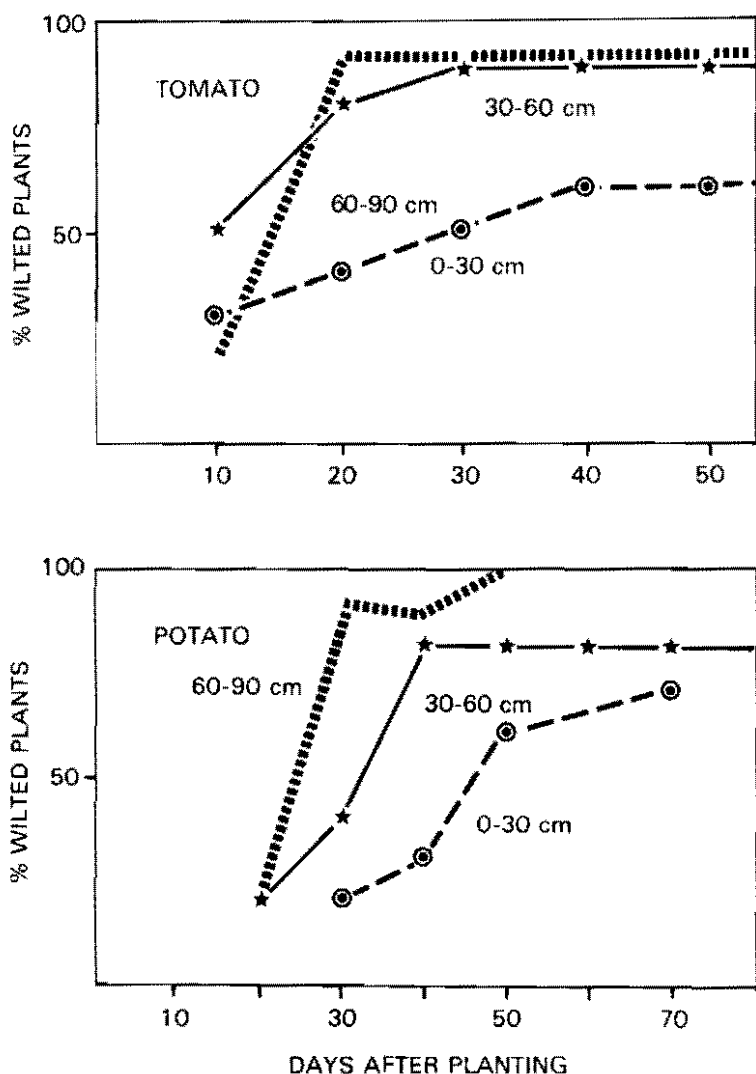 100
TOMATO
30-60 cm
60-90 cm
50
0-30 cm
% WILTED PLANTS
10 20 30 40 50
100
POTATO
60-90 cm
30-60 cm
50
0-30 cm
% WILTED PLANTS
10 30 50 70
DAYS AFTER PLANTING